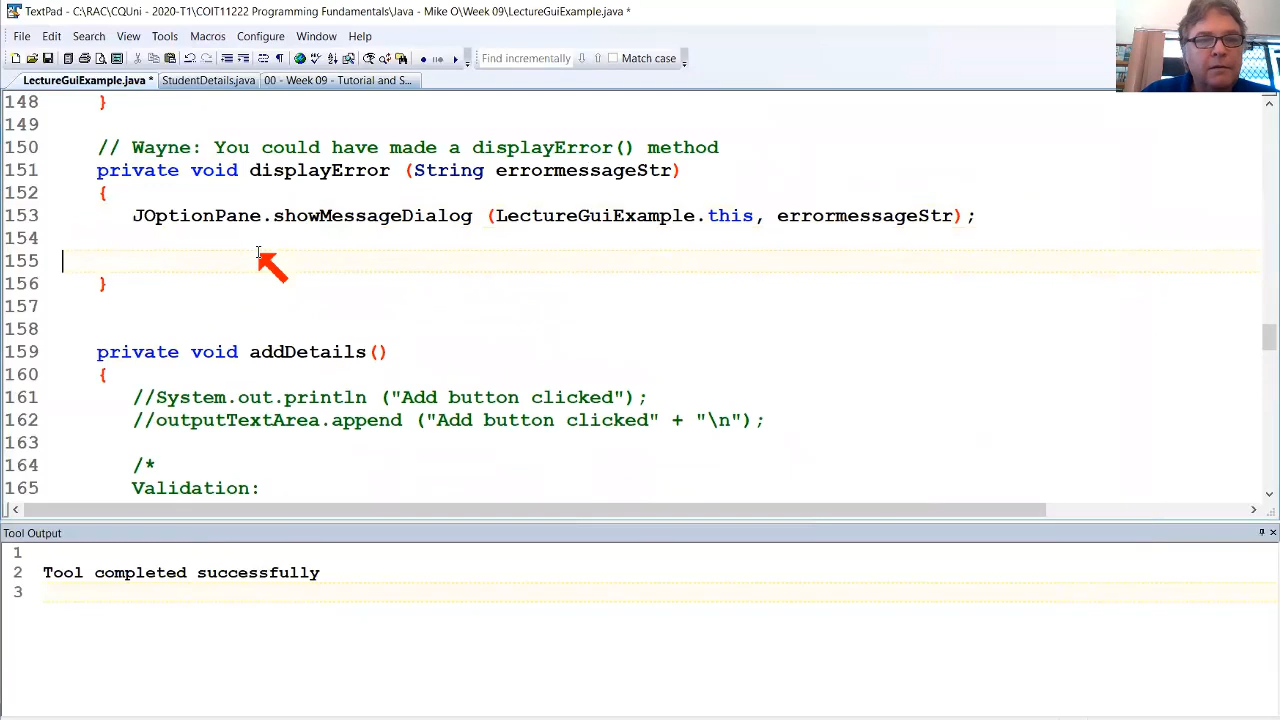 TextPad - C:\RAC\CQUni - 2020-T1\COIT11222 Programming Fundamentals\Java - Mike O\Week 09\LectureGuiExample.java *
File Edit Search View Tools Macros Configure Window Help
Find incrementally Match case
LectureGuiExample.java * StudentDetails.java 00 - Week 09 - Tutorial and S...
148 }
149
150 // Wayne: You could have made a displayError() method
151 private void displayError (String errormessageStr)
152 {
153 JOptionPane.showMessageDialog (LectureGuiExample.this, errormessageStr);
154
155
156 }
157
158
159 private void addDetails()
160 {
161 //System.out.println ("Add button clicked");
162 //outputTextArea.append ("Add button clicked" + "\n");
163
164 /*
165 Validation:
Tool Output
1
2 Tool completed successfully
3